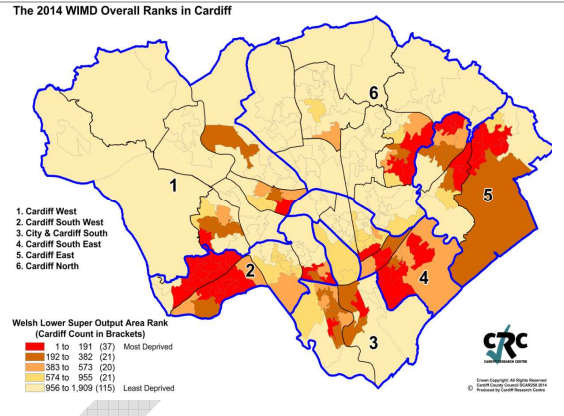 The 2014 WIMD Overall Ranks in Cardiff
6
1
5
1. Cardiff West
2. Cardiff South West
3. City & Cardiff South
4. Cardiff South East
5. Cardiff East
6. Cardiff North
2
4
3
Welsh Lower Super Output Area Rank
(Cardiff Count in Brackets)
1 to 191 (37) Most Deprived
192 to 382 (21)
383 to 573 (20)
574 to 955 (21)
956 to 1,909 (115) Least Deprived
CRC
CARDIFF RESEARCH CENTRE
Crown Copyright: All Rights Reserved
© Cardiff County Council DGAR259 2014
Produced by Cardiff Research Centre